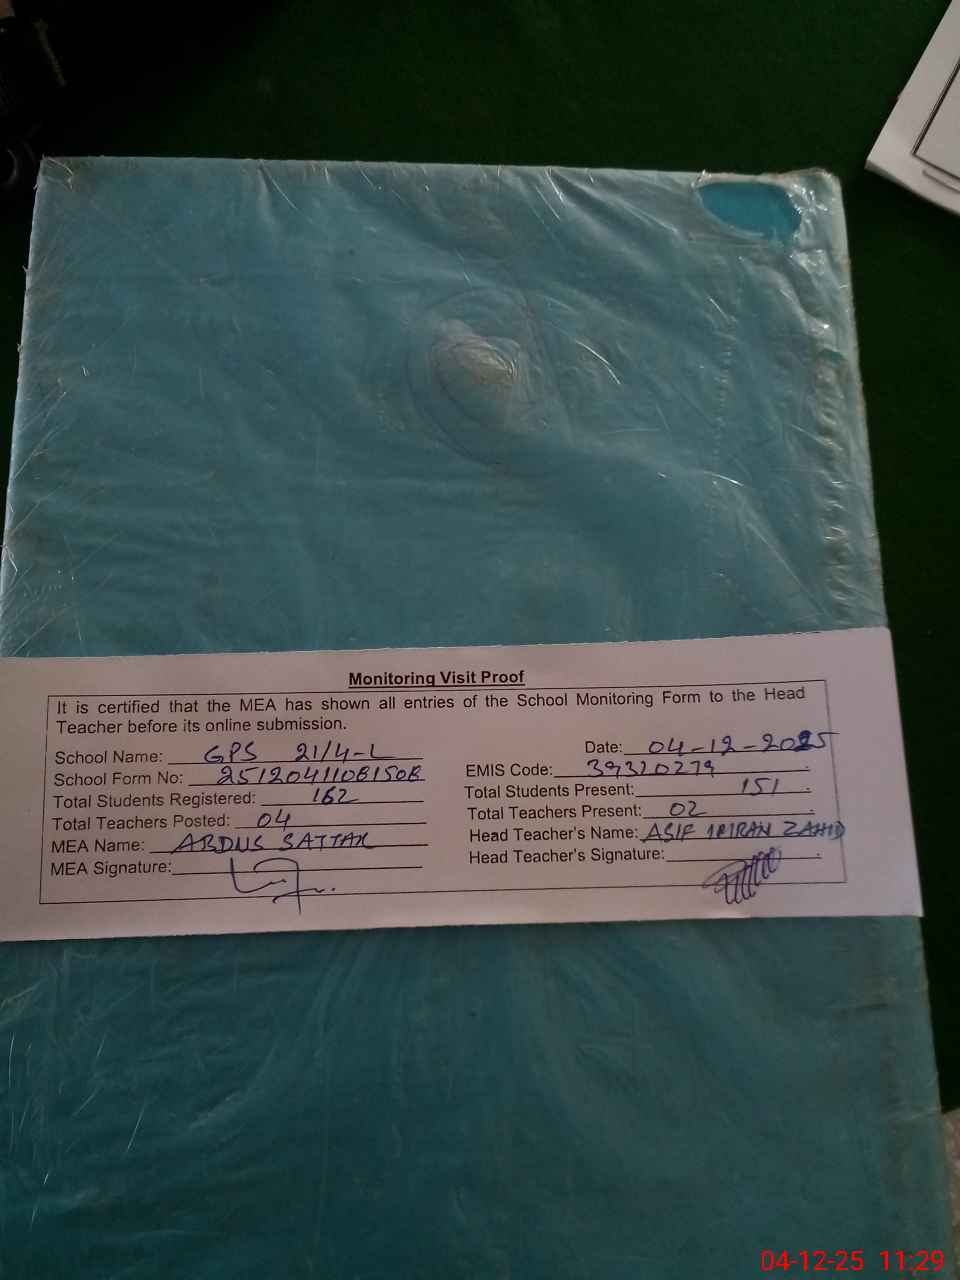 Monitoring Visit Proof
It is certified that the MEA has shown all entries of the School Monitoring Form to the Head
Teacher before its online submission.
School Name: GPS 21/4-L
Date: 04-12-2025
School Form No:
EMIS Code: 39320279
Total Students Registered: 162
Total Students Present: 151
Total Teachers Posted: 04
Total Teachers Present: 02
MEA Name: ABDUS SATTAR
Head Teacher's Name: ASIF IMRAN ZAHID
MEA Signature:
Head Teacher's Signature:
04-12-25 11:29